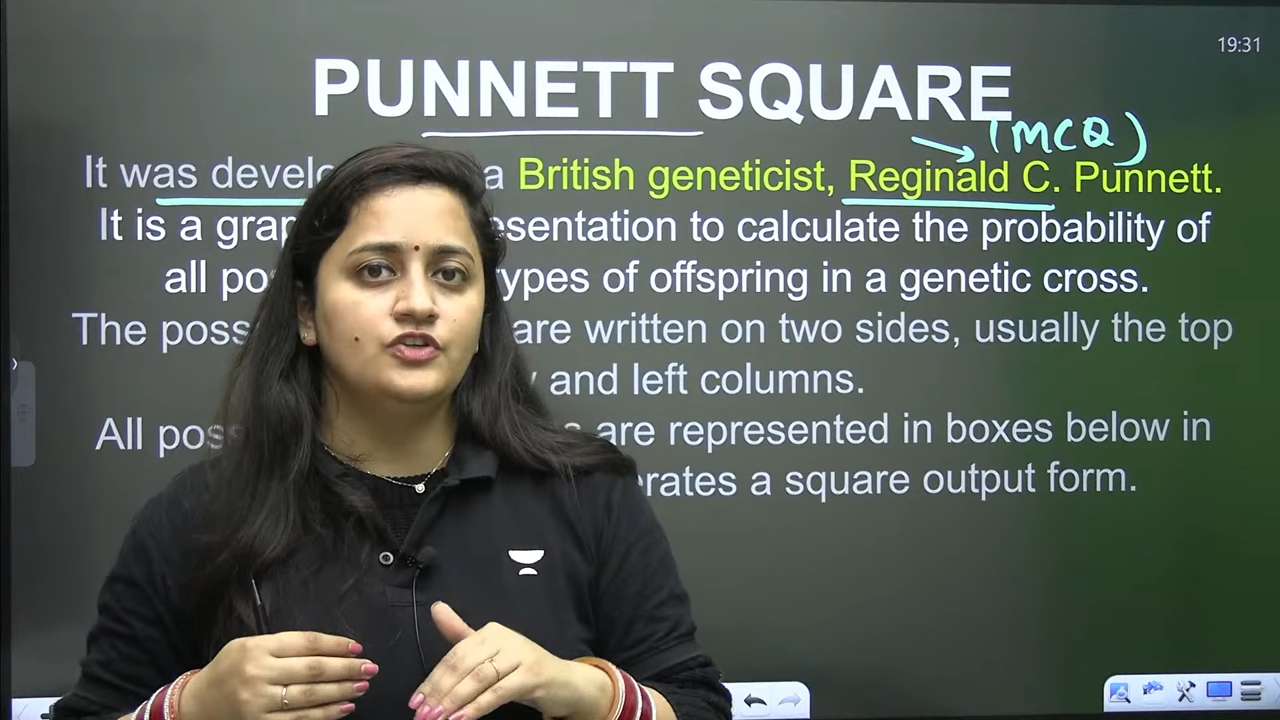 19:31
PUNNETT SQUARE
(MCQ)
It was develo a British geneticist, Reginald C. Punnett.
It is a grap esentation to calculate the probability of
all pos ypes of offspring in a genetic cross.
The poss are written on two sides, usually the top
and left columns.
All poss are represented in boxes below in
erates a square output form.